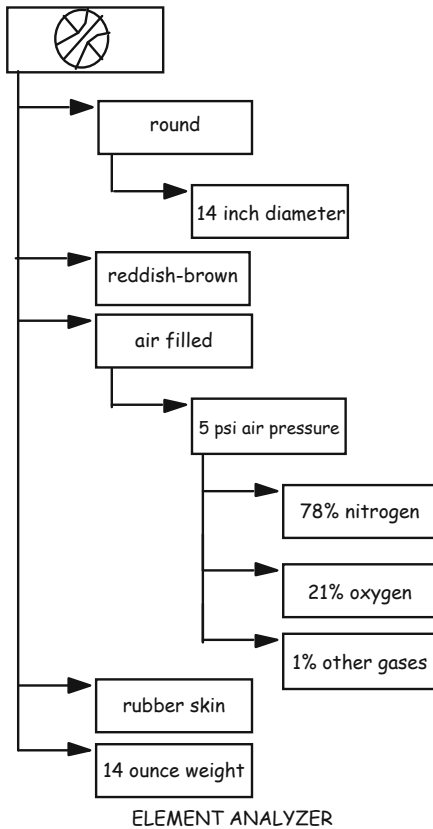 round
14 inch diameter
reddish-brown
air filled
5 psi air pressure
78% nitrogen
21% oxygen
1% other gases
rubber skin
14 ounce weight
ELEMENT ANALYZER